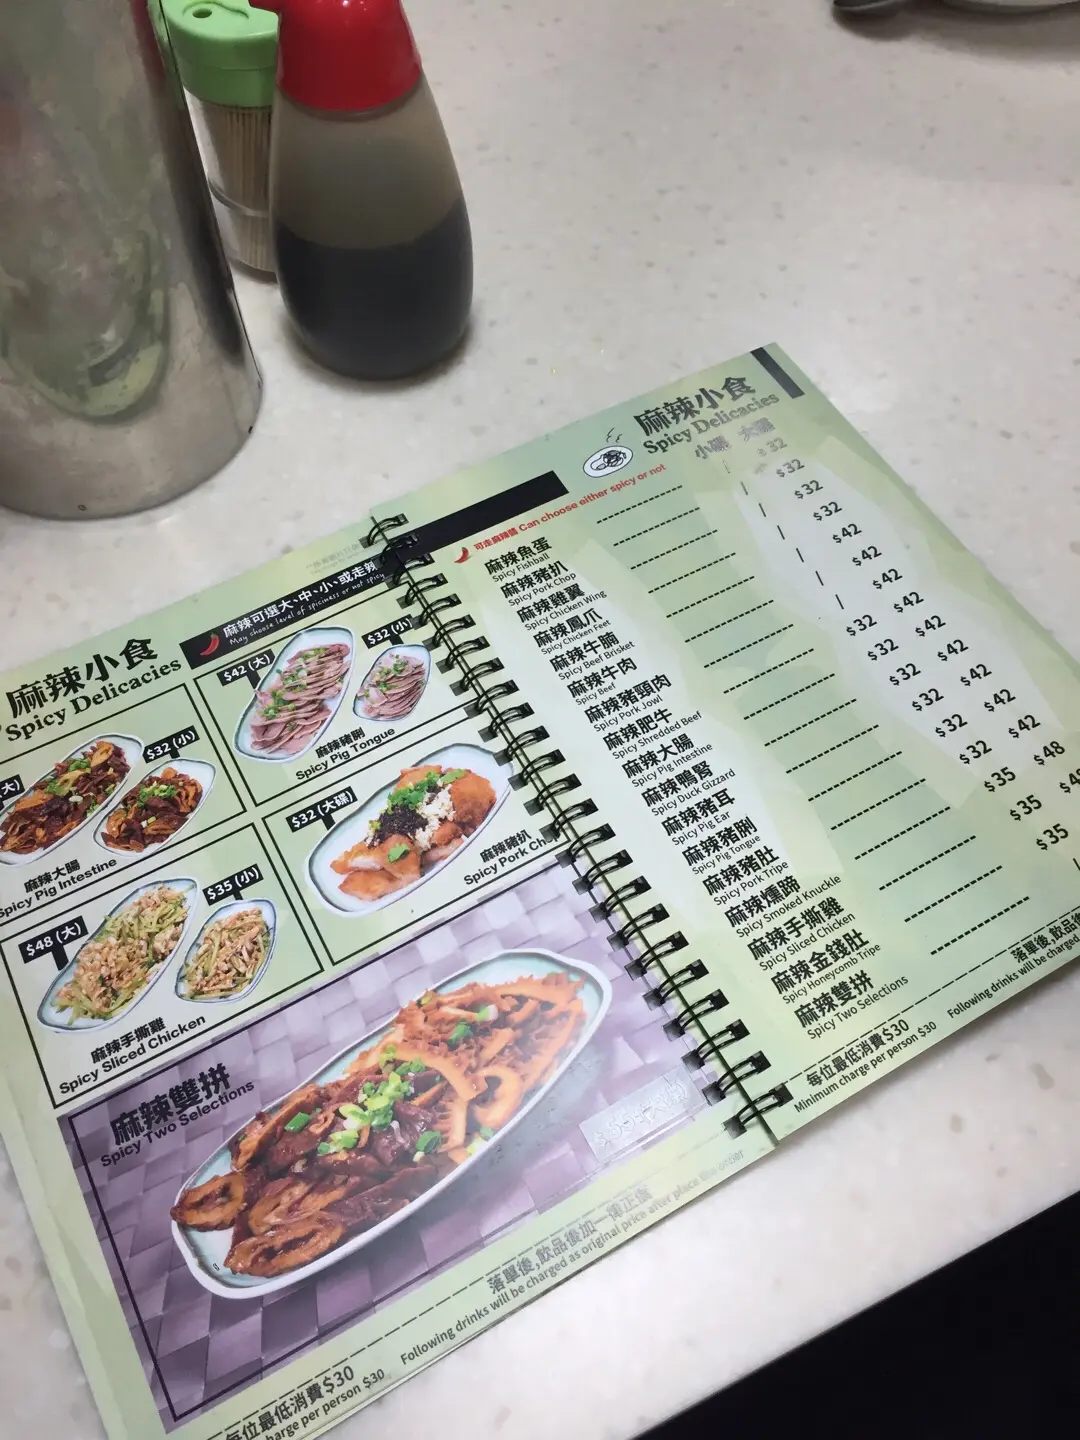 麻辣小食
Spicy Delicacies
麻辣可選大、中、小、或走辣
May choose level of spiciness or not spicy
$32 (小)
麻辣大腸
Spicy Pig Intestine
$42 (大)
$32 (小)
麻辣豬脷
Spicy Pig Tongue
$48 (大)
$35 (小)
麻辣手撕雞
Spicy Sliced Chicken
$32 (大碟)
麻辣豬扒
Spicy Pork Chop
麻辣雙拼
Spicy Two Selections
落單後,飲品後加一律正價
Following drinks will be charged as original price after place the order
每位最低消費$30
charge per person $30
麻辣小食
Spicy Delicacies
小碟 大碟
可走麻辣醬 Can choose either spicy or not
麻辣魚蛋
Spicy Fishball
$32
麻辣豬扒
Spicy Pork Chop
$32
麻辣雞翼
Spicy Chicken Wing
$32
麻辣鳳爪
Spicy Chicken Feet
$32
麻辣牛腩
Spicy Beef Brisket
$42
麻辣牛肉
Spicy Beef
$42
麻辣豬頸肉
Spicy Pork Jowl
$42
麻辣肥牛
Spicy Shredded Beef
$42
麻辣大腸
Spicy Pig Intestine
$32 $42
麻辣鴨腎
Spicy Duck Gizzard
$32 $42
麻辣豬耳
Spicy Pig Ear
$32 $42
麻辣豬脷
Spicy Pig Tongue
$32 $42
麻辣豬肚
Spicy Pork Tripe
$32 $42
麻辣燻蹄
Spicy Smoked Knuckle
$32 $48
麻辣手撕雞
Spicy Sliced Chicken
$35
麻辣金錢肚
Spicy Honeycomb Tripe
$35
麻辣雙拼
Spicy Two Selections
$35
每位最低消費$30
Minimum charge per person $30
落單後,飲品後
Following drinks will be charged